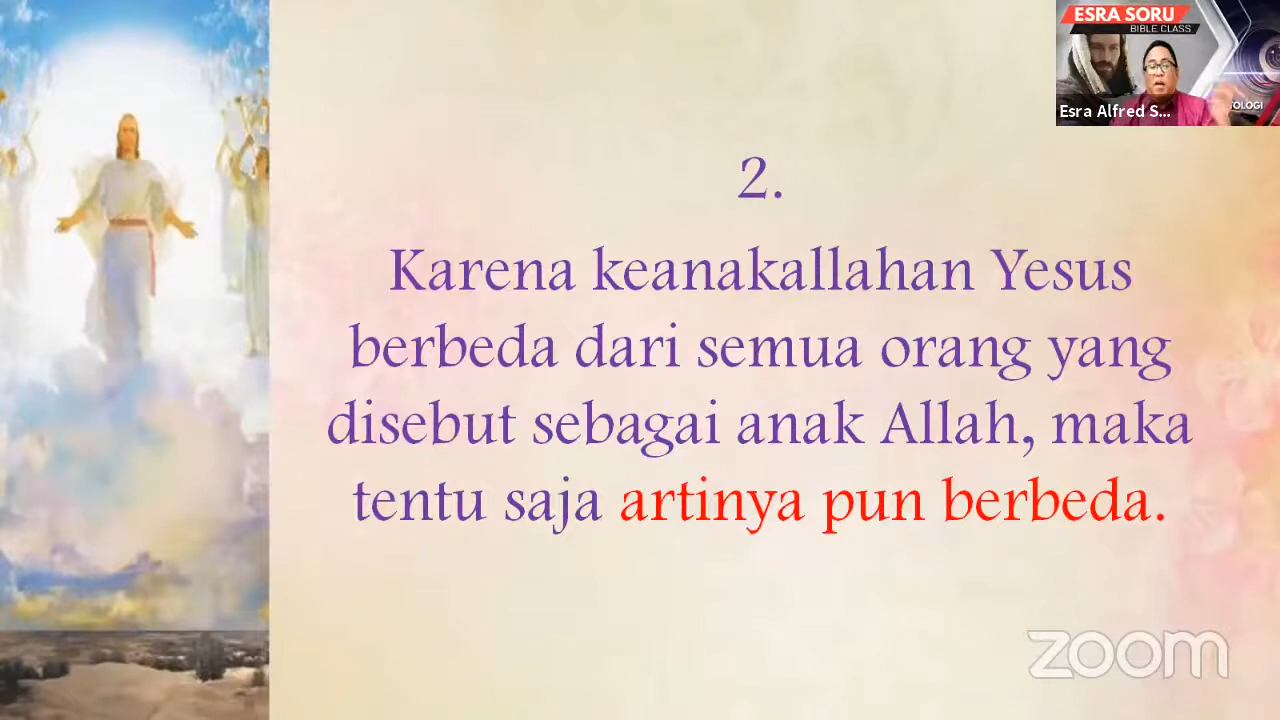 ESRA SORU
BIBLE CLASS
TOLOGI
Esra Alfred S...
2.
Karena keanakallahan Yesus
berbeda dari semua orang yang
disebut sebagai anak Allah, maka
tentu saja artinya pun berbeda.
zoom